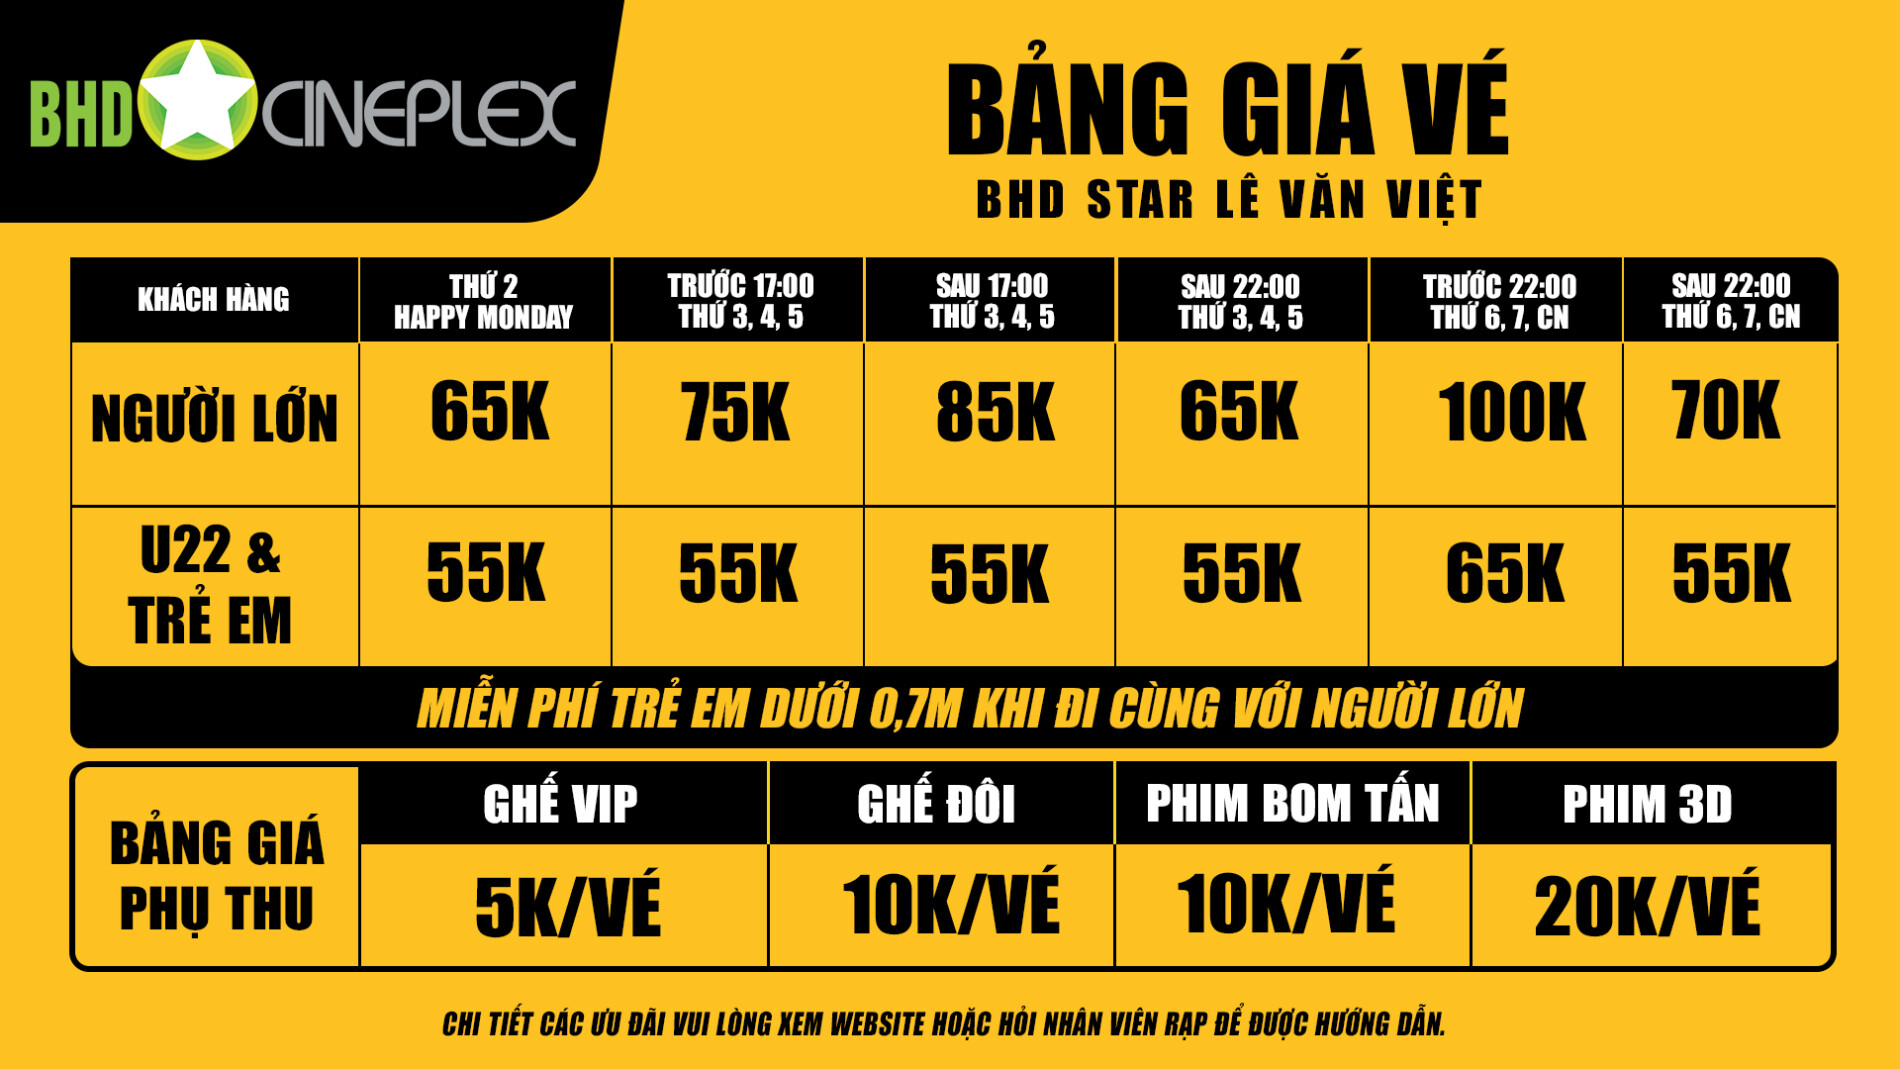 BHD CINEPLEX
BẢNG GIÁ VÉ
BHD STAR LÊ VĂN VIỆT
KHÁCH HÀNG
THỨ 2
HAPPY MONDAY
TRƯỚC 17:00
THỨ 3, 4, 5
SAU 17:00
THỨ 3, 4, 5
SAU 22:00
THỨ 3, 4, 5
TRƯỚC 22:00
THỨ 6, 7, CN
SAU 22:00
THỨ 6, 7, CN
NGƯỜI LỚN 65K 75K 85K 65K 100K 70K
U22 &
TRẺ EM
55K 55K 55K 55K 65K 55K
MIỄN PHÍ TRẺ EM DƯỚI 0,7M KHI ĐI CÙNG VỚI NGƯỜI LỚN
BẢNG GIÁ
PHỤ THU
GHẾ VIP GHẾ ĐÔI PHIM BOM TẤN PHIM 3D
5K/VÉ 10K/VÉ 10K/VÉ 20K/VÉ
CHI TIẾT CÁC ƯU ĐÃI VUI LÒNG XEM WEBSITE HOẶC HỎI NHÂN VIÊN RẠP ĐỂ ĐƯỢC HƯỚNG DẪN.